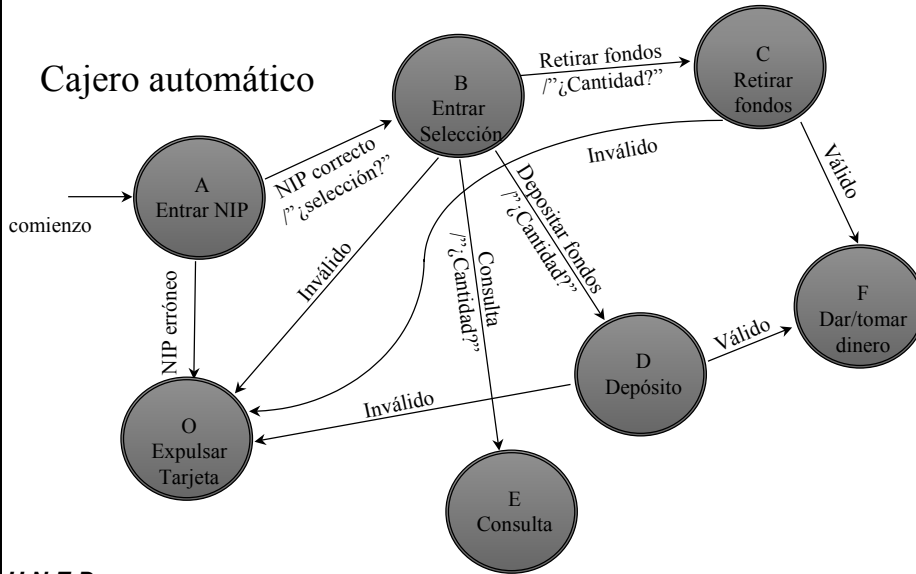 Cajero automático
comienzo
A
Entrar NIP
NIP correcto
/”¿selección?”
NIP erróneo
B
Entrar
Selección
Retirar fondos
/”¿Cantidad?”
C
Retirar
fondos
Inválido
Válido
Inválido
Consulta
/”¿Cantidad?”
Depositar fondos
/”¿Cantidad?”
F
Dar/tomar
dinero
Válido
D
Depósito
Inválido
O
Expulsar
Tarjeta
E
Consulta